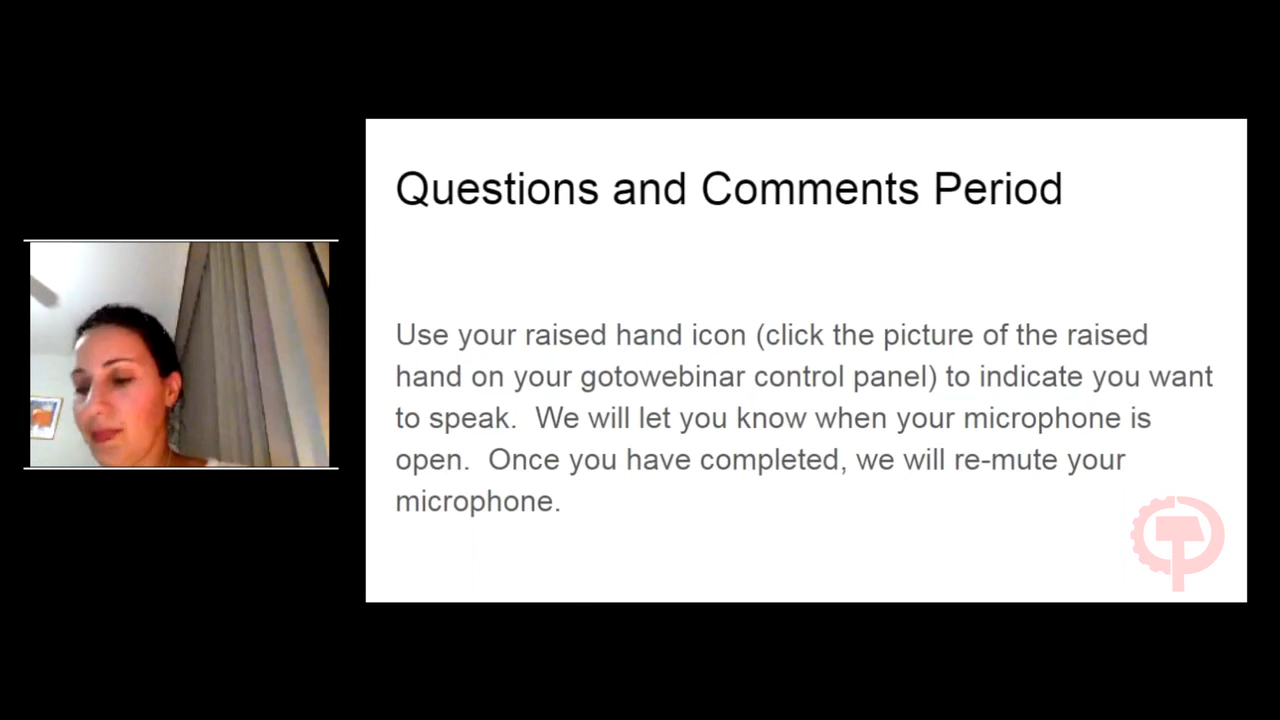 Questions and Comments Period
Use your raised hand icon (click the picture of the raised
hand on your gotowebinar control panel) to indicate you want
to speak.  We will let you know when your microphone is
open.  Once you have completed, we will re-mute your
microphone.